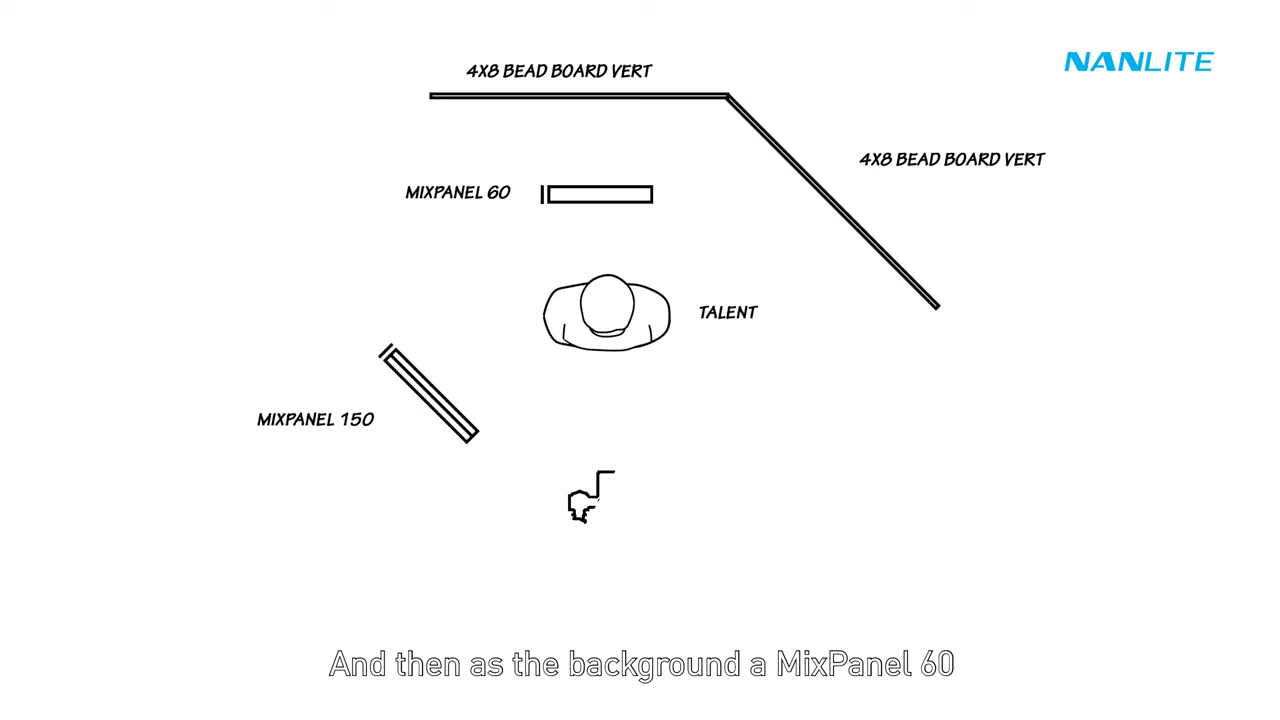 NANLITE
4X8 BEAD BOARD VERT
4X8 BEAD BOARD VERT
MIXPANEL 60
TALENT
MIXPANEL 150
And then as the background a MixPanel 60